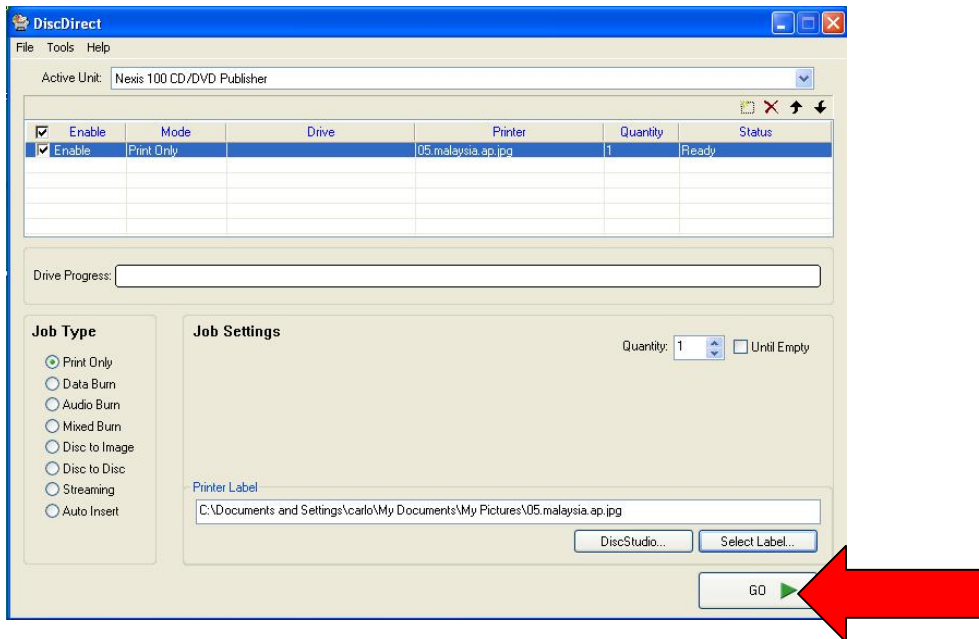 DiscDirect
File Tools Help
Active Unit: Nexis 100 CD/DVD Publisher
Enable Mode Drive Printer Quantity Status
Enable Print Only 05.malaysia.ap.jpg 1 Ready
Drive Progress:
Job Type
Print Only
Data Burn
Audio Burn
Mixed Burn
Disc to Image
Disc to Disc
Streaming
Auto Insert
Job Settings
Quantity: 1 Until Empty
Printer Label
C:\Documents and Settings\carlo\My Documents\My Pictures\05.malaysia.ap.jpg
DiscStudio... Select Label...
GO